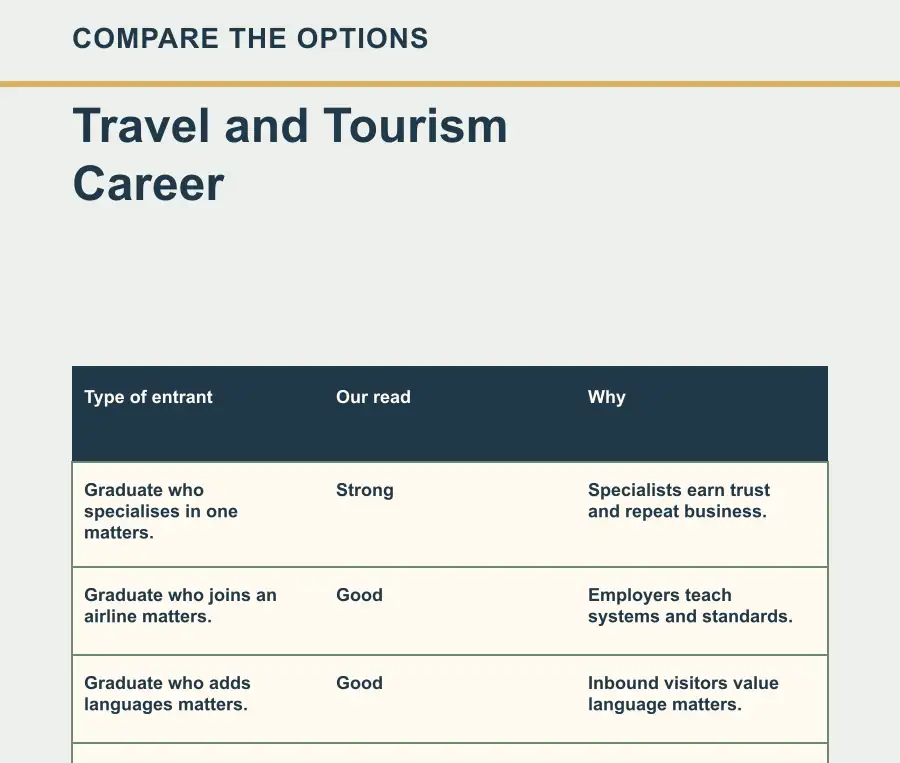 COMPARE THE OPTIONS
Travel and Tourism
Career
Type of entrant
Our read
Why
Graduate who
specialises in one
matters.
Strong
Specialists earn trust
and repeat business.
Graduate who joins an
airline matters.
Good
Employers teach
systems and standards.
Graduate who adds
languages matters.
Good
Inbound visitors value
language matters.